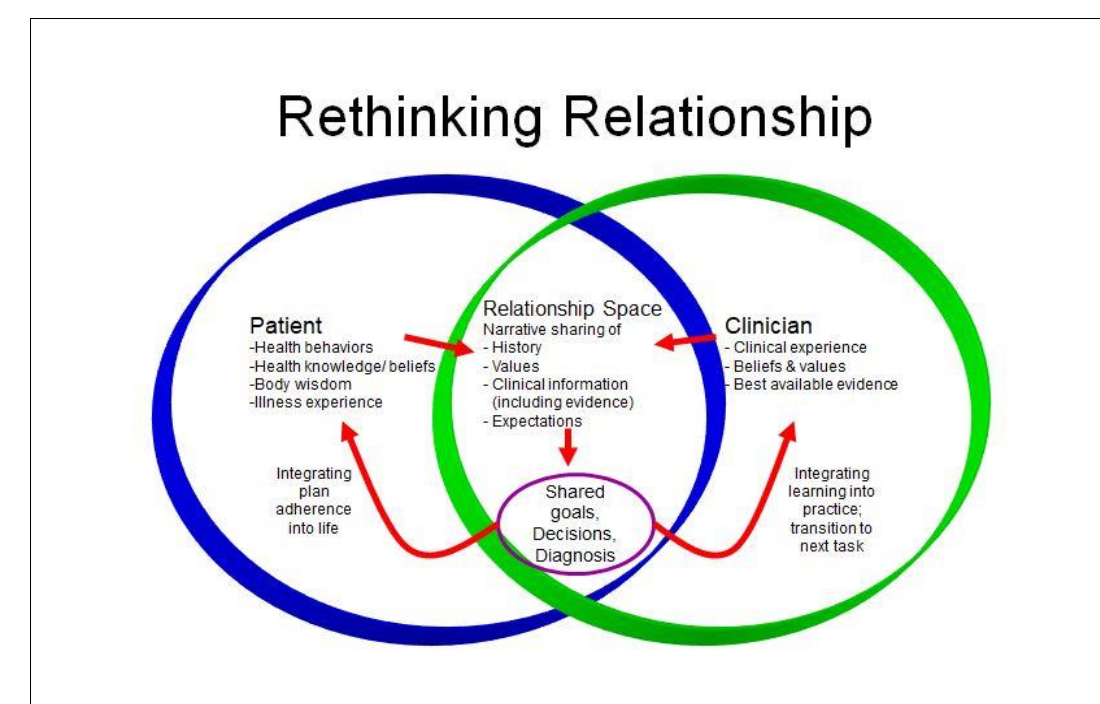 Rethinking Relationship
Patient
-Health behaviors
-Health knowledge/ beliefs
-Body wisdom
-Illness experience
Relationship Space
Narrative sharing of
- History
- Values
- Clinical information
(including evidence)
- Expectations
Clinician
- Clinical experience
- Beliefs & values
- Best available evidence
Integrating
plan
adherence
into life
Shared
goals,
Decisions,
Diagnosis
Integrating
learning into
practice;
transition to
next task